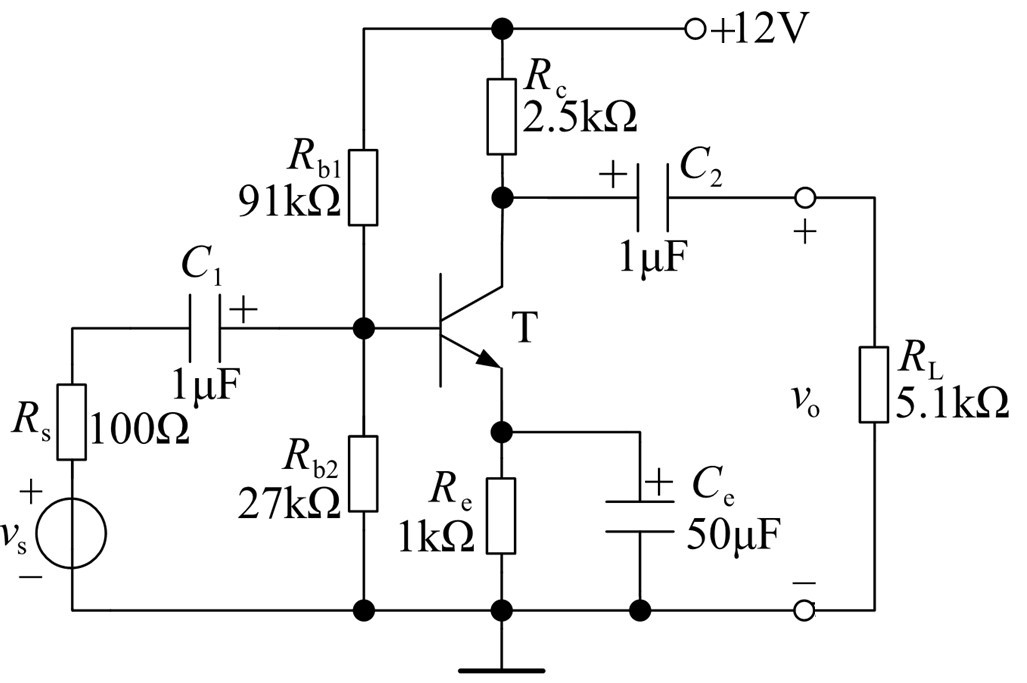 +12V
Rc
2.5kΩ
Rb1
91kΩ
+ C2
1μF
+
C1
+
1μF
T
Rs
100Ω
Rb2
27kΩ
Re
1kΩ
+ Ce
50μF
vo
RL
5.1kΩ
+
vs
−
−